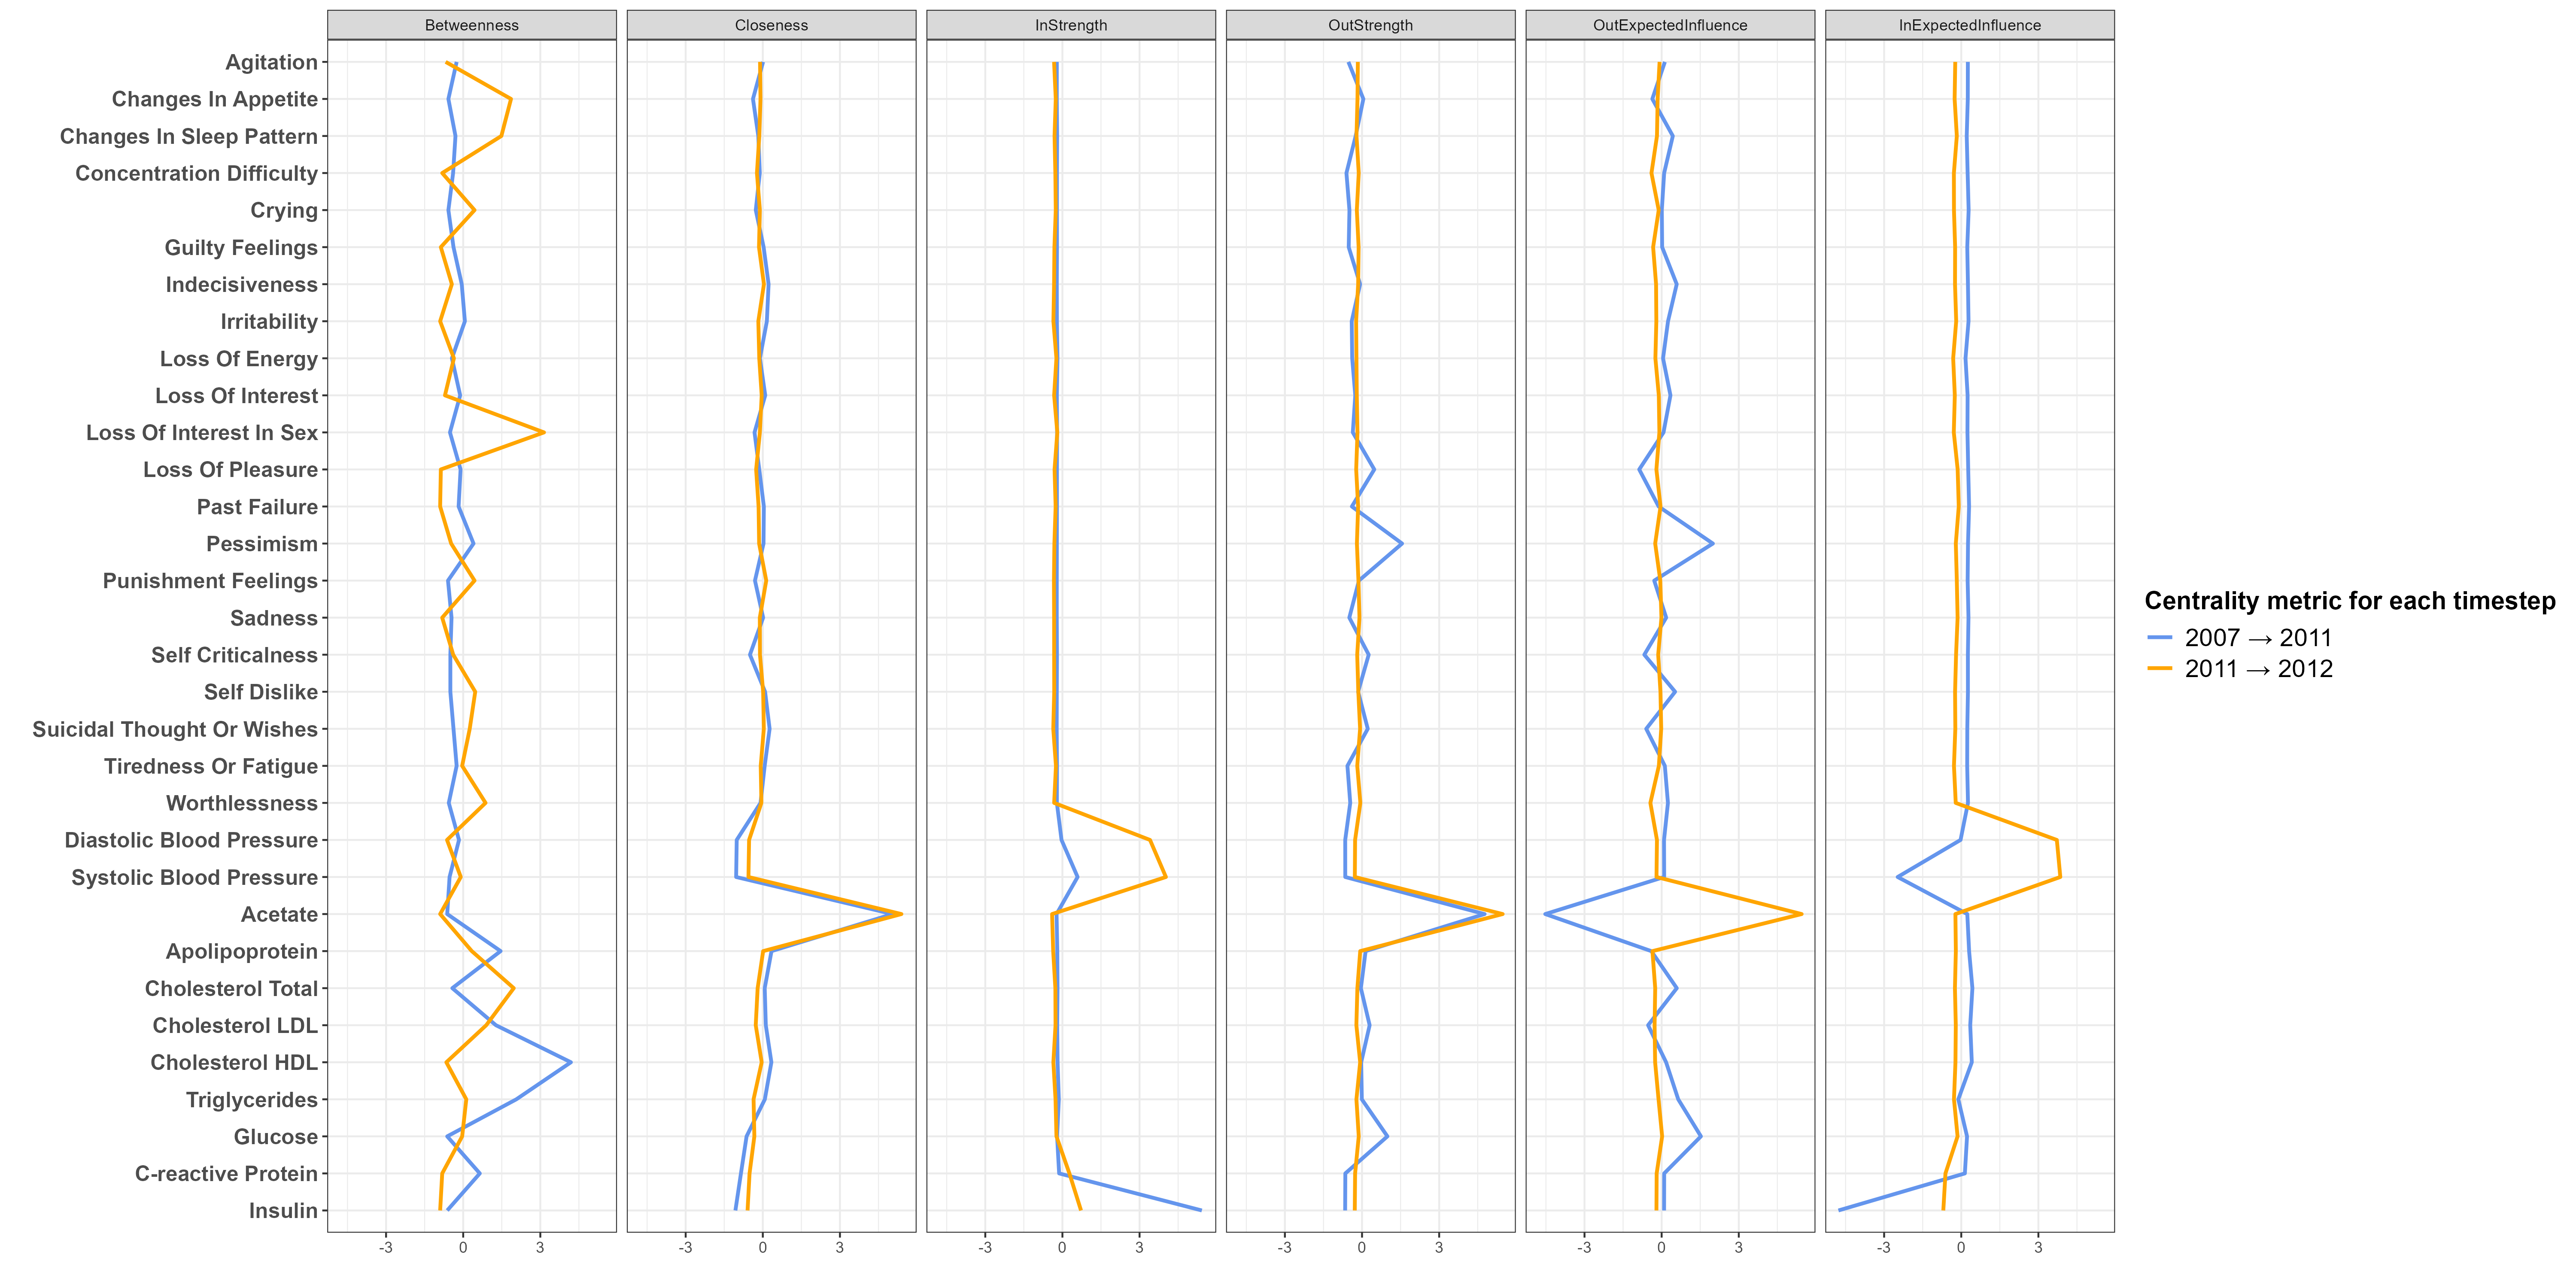 Betweenness
Closeness
InStrength
OutStrength
OutExpectedInfluence
InExpectedInfluence
Agitation
Changes In Appetite
Changes In Sleep Pattern
Concentration Difficulty
Crying
Guilty Feelings
Indecisiveness
Irritability
Loss Of Energy
Loss Of Interest
Loss Of Interest In Sex
Loss Of Pleasure
Past Failure
Pessimism
Punishment Feelings
Sadness
Self Criticalness
Self Dislike
Suicidal Thought Or Wishes
Tiredness Or Fatigue
Worthlessness
Diastolic Blood Pressure
Systolic Blood Pressure
Acetate
Apolipoprotein
Cholesterol Total
Cholesterol LDL
Cholesterol HDL
Triglycerides
Glucose
C-reactive Protein
Insulin
-3 0 3
-3 0 3
-3 0 3
-3 0 3
-3 0 3
-3 0 3
Centrality metric for each timestep
2007 → 2011
2011 → 2012